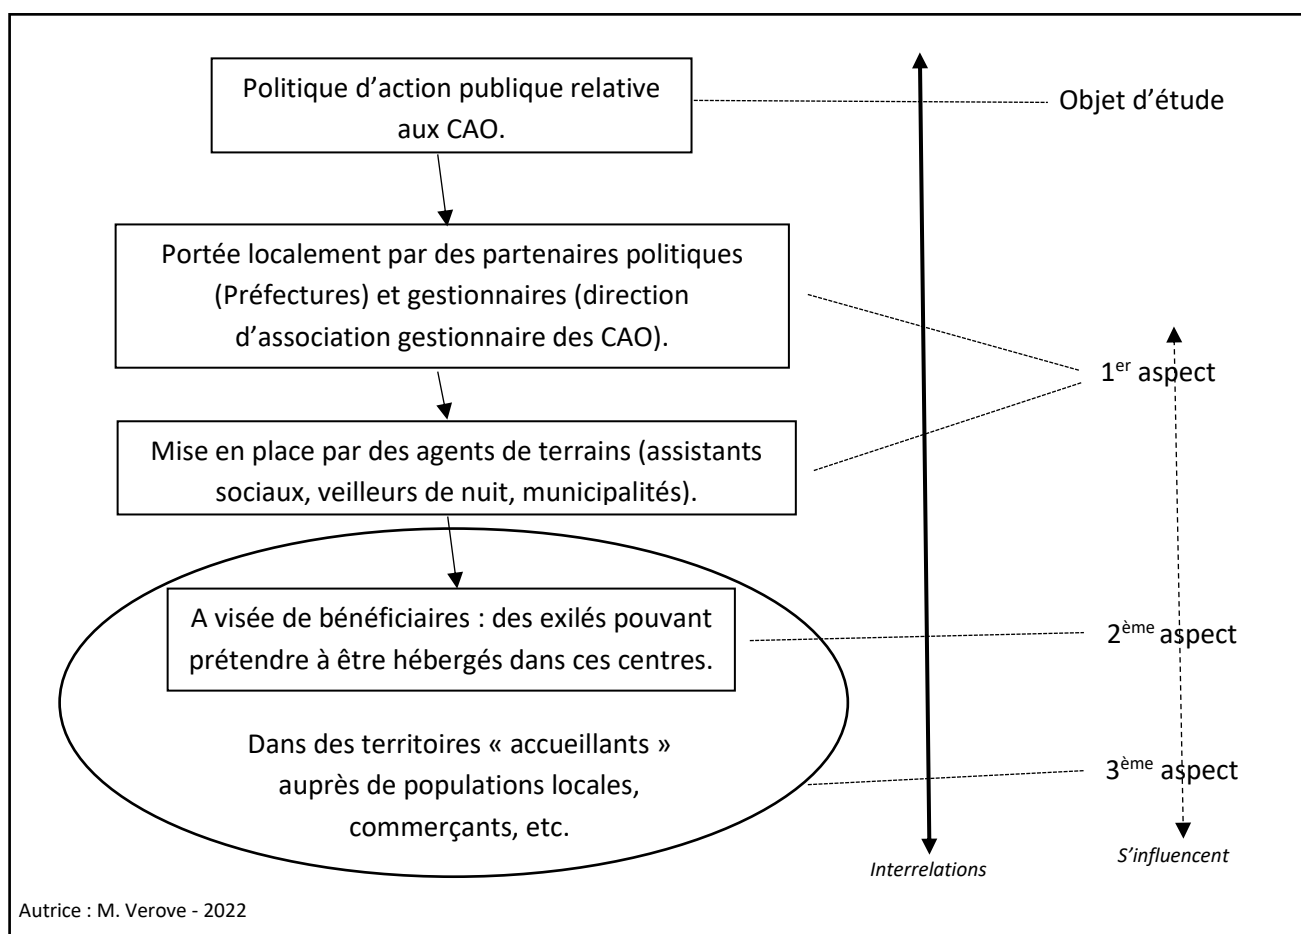 Politique d’action publique relative
aux CAO.
Objet d’étude
Portée localement par des partenaires politiques
(Préfectures) et gestionnaires (direction
d’association gestionnaire des CAO).
1er aspect
Mise en place par des agents de terrains (assistants
sociaux, veilleurs de nuit, municipalités).
A visée de bénéficiaires : des exilés pouvant
prétendre à être hébergés dans ces centres.
2ème aspect
Dans des territoires « accueillants »
auprès de populations locales,
commerçants, etc.
3ème aspect
Interrelations
S’influencent
Autrice : M. Verove - 2022